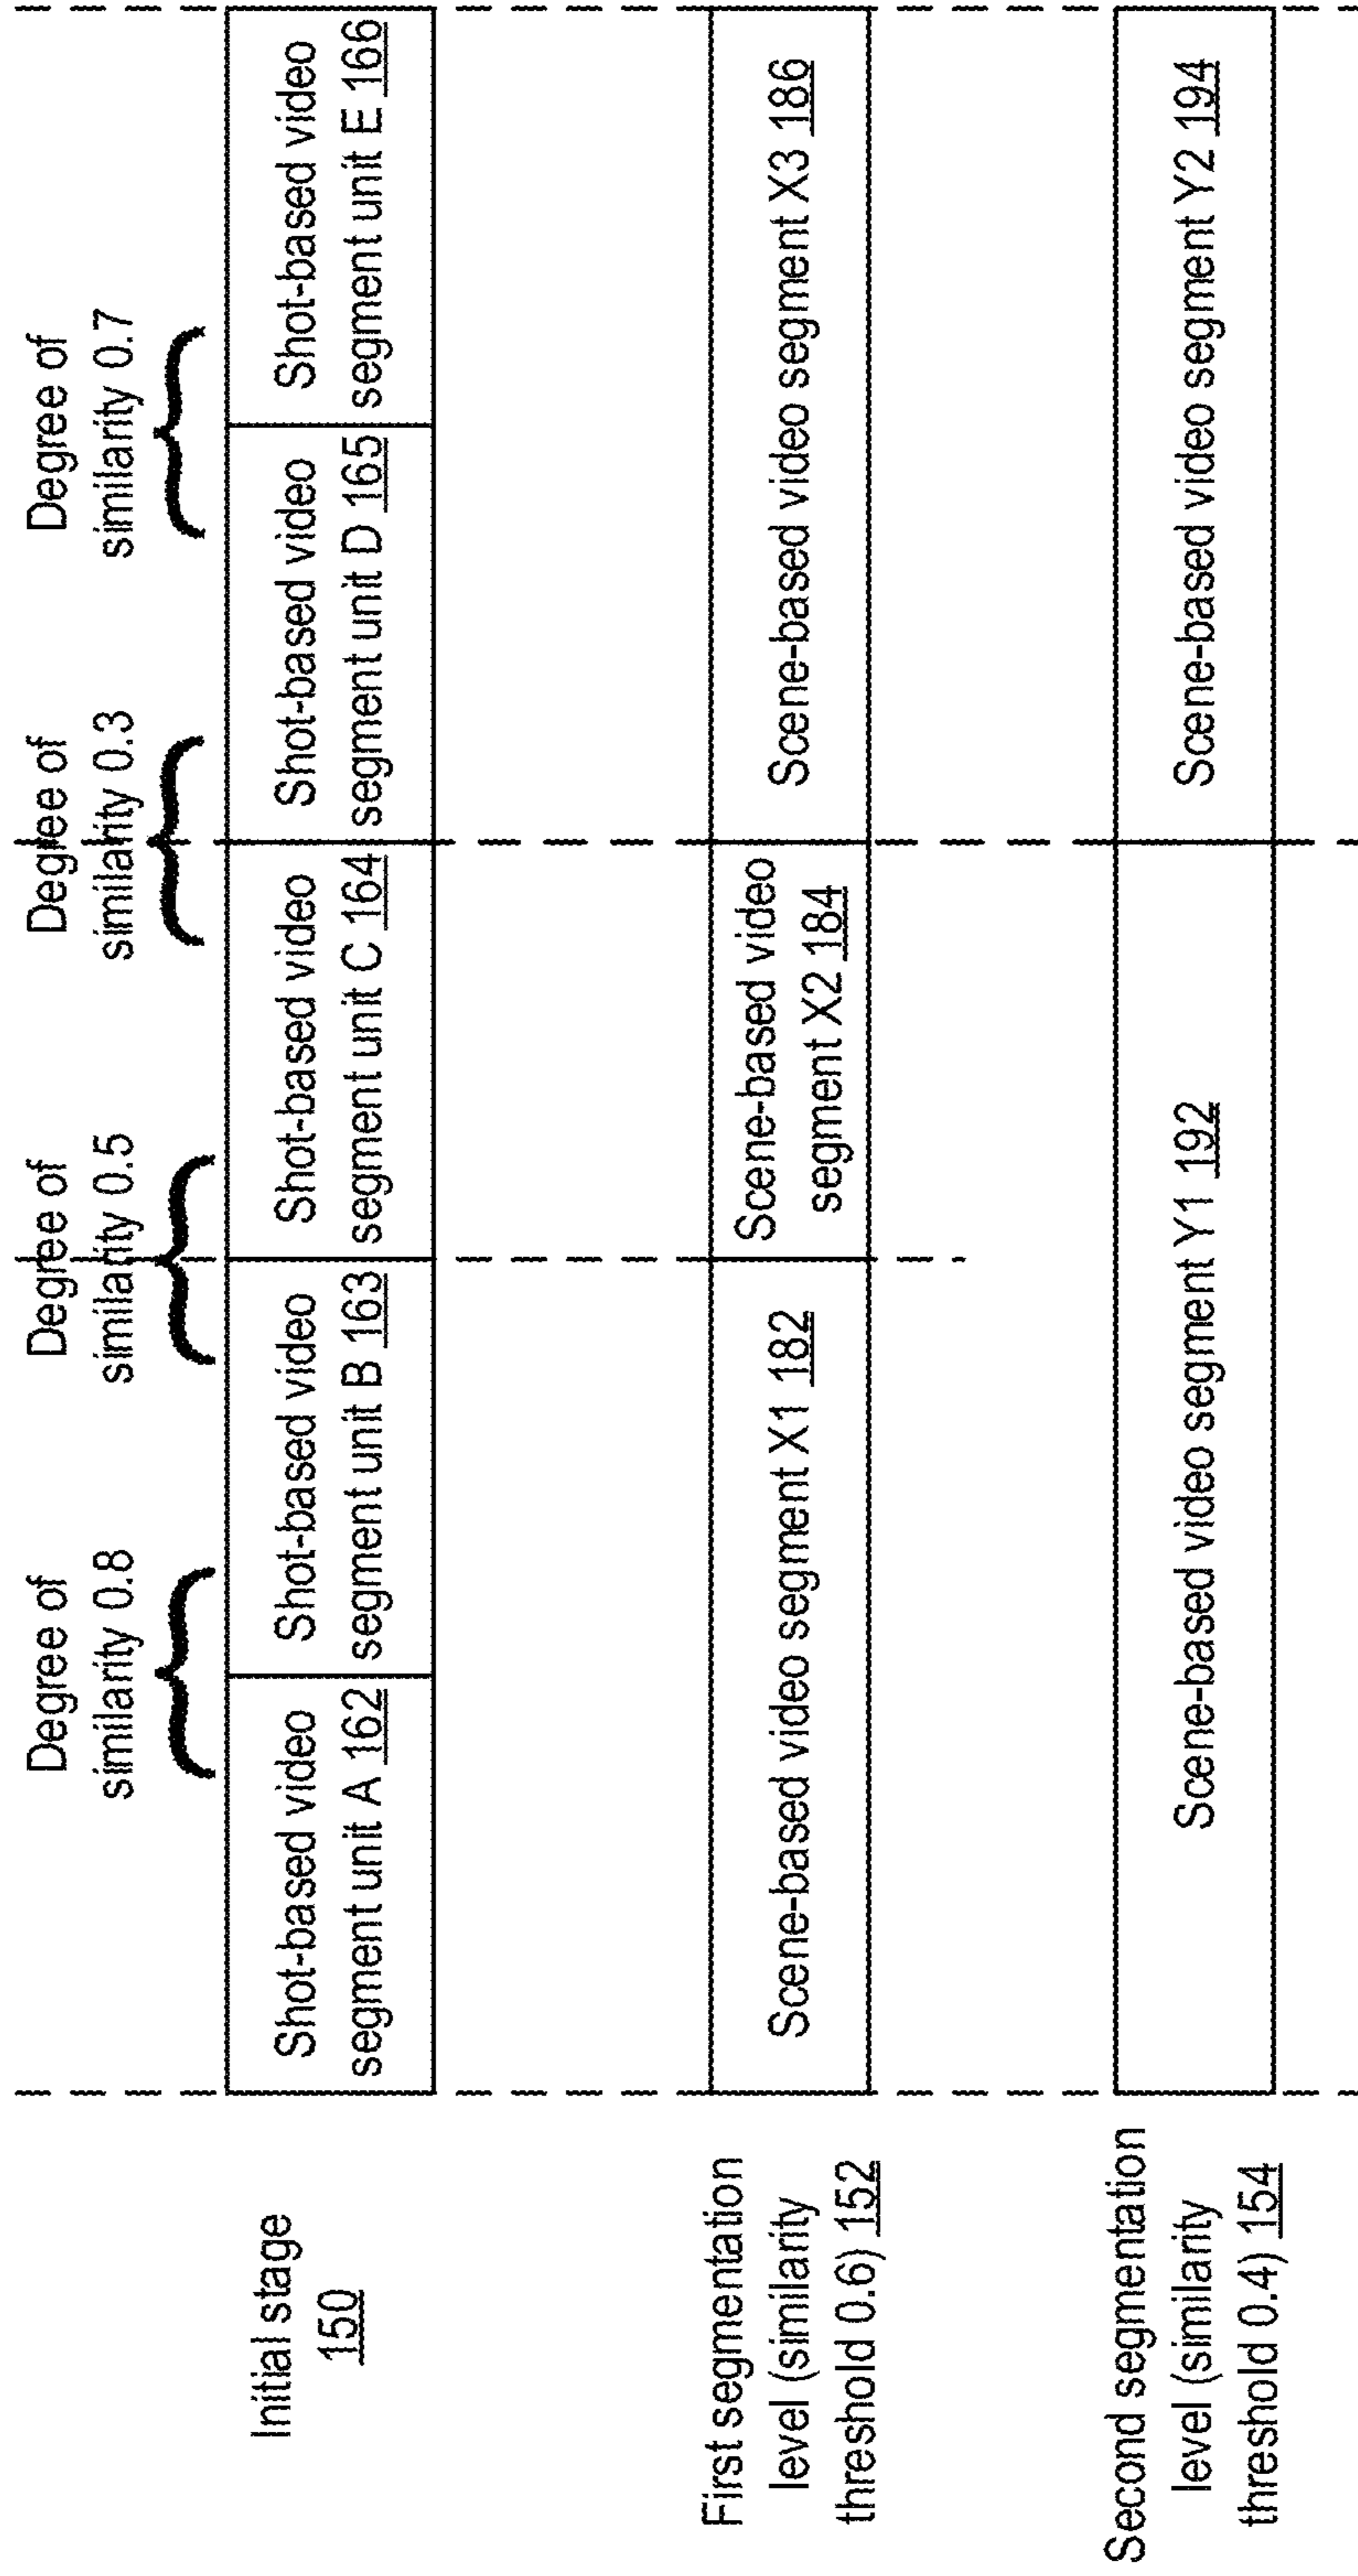 Degree of
similarity 0.8
Degree of
similarity 0.5
Degree of
similarity 0.3
Degree of
similarity 0.7
Initial stage
150
Shot-based video
segment unit A 162
Shot-based video
segment unit B 163
Shot-based video
segment unit C 164
Shot-based video
segment unit D 165
Shot-based video
segment unit E 166
First segmentation
level (similarity
threshold 0.6) 152
Scene-based video segment X1 182
Scene-based video
segment X2 184
Scene-based video segment X3 186
Second segmentation
level (similarity
threshold 0.4) 154
Scene-based video segment Y1 192
Scene-based video segment Y2 194